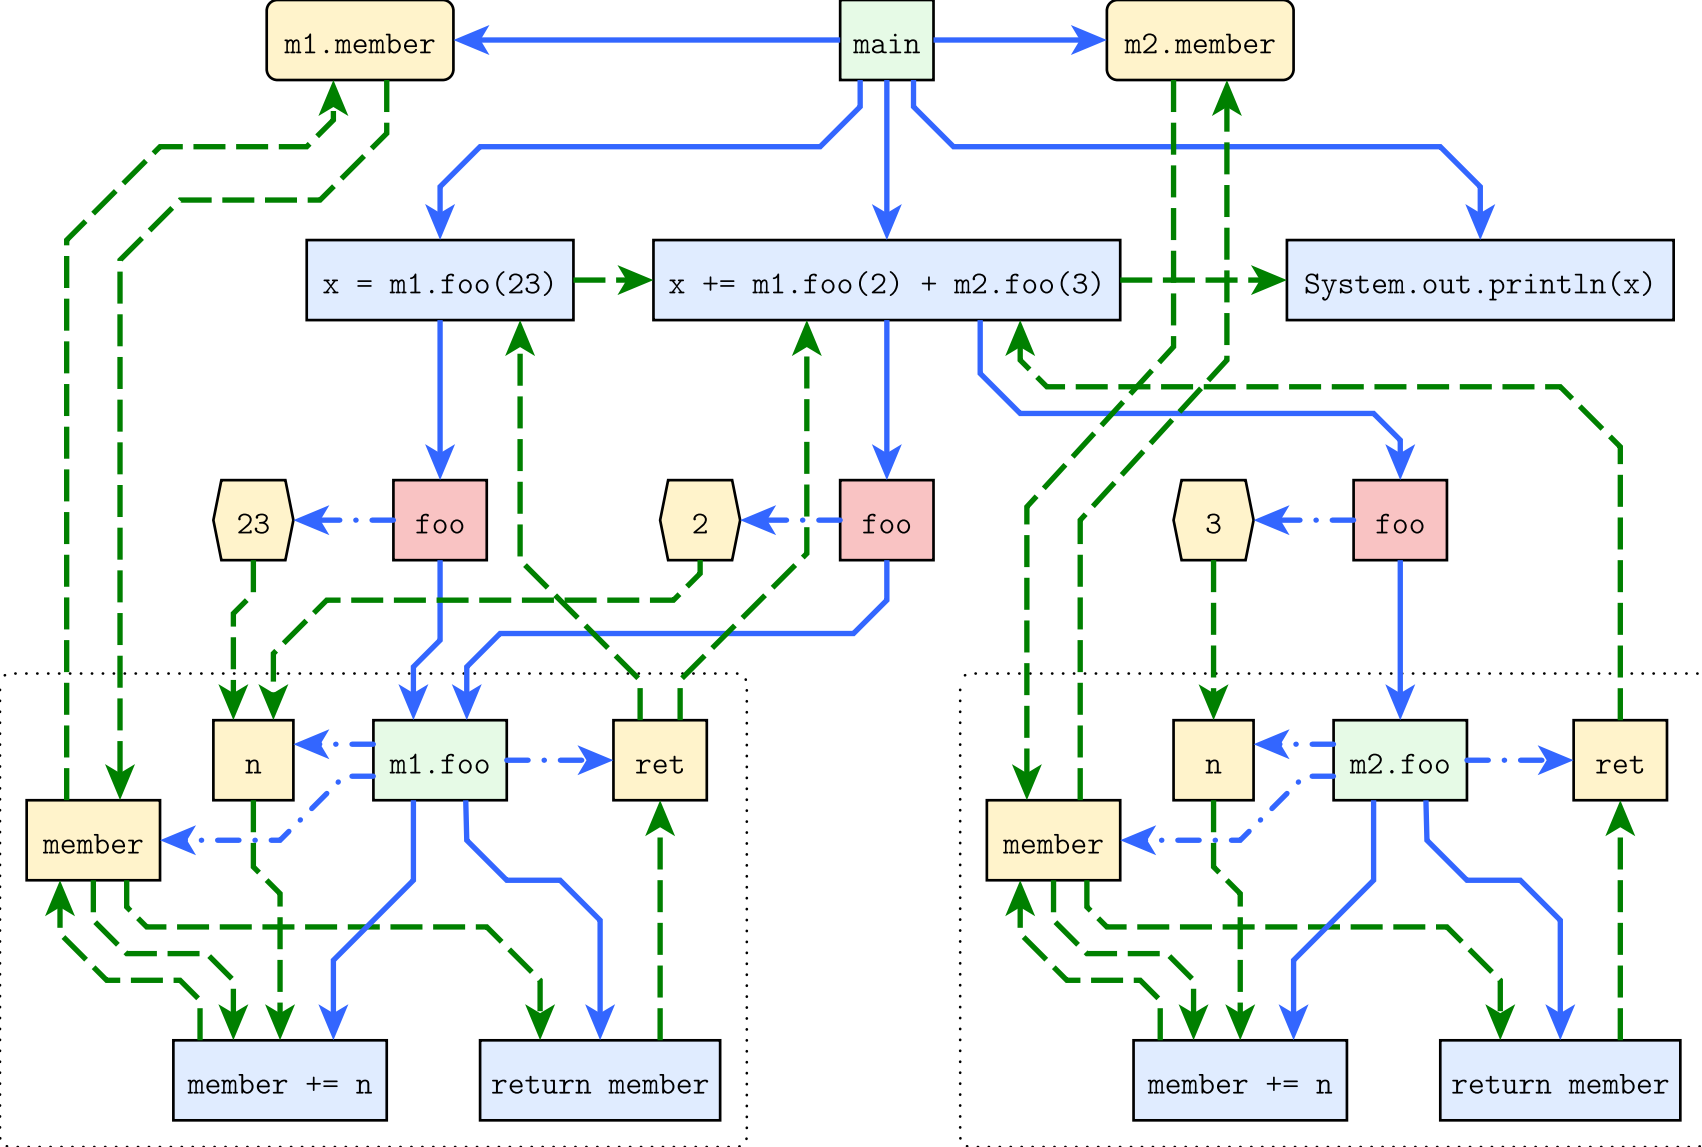 m1.member
main
m2.member
x = m1.foo(23)
x += m1.foo(2) + m2.foo(3)
System.out.println(x)
23
foo
2
foo
3
foo
n
m1.foo
ret
n
m2.foo
ret
member
member
member += n
return member
member += n
return member